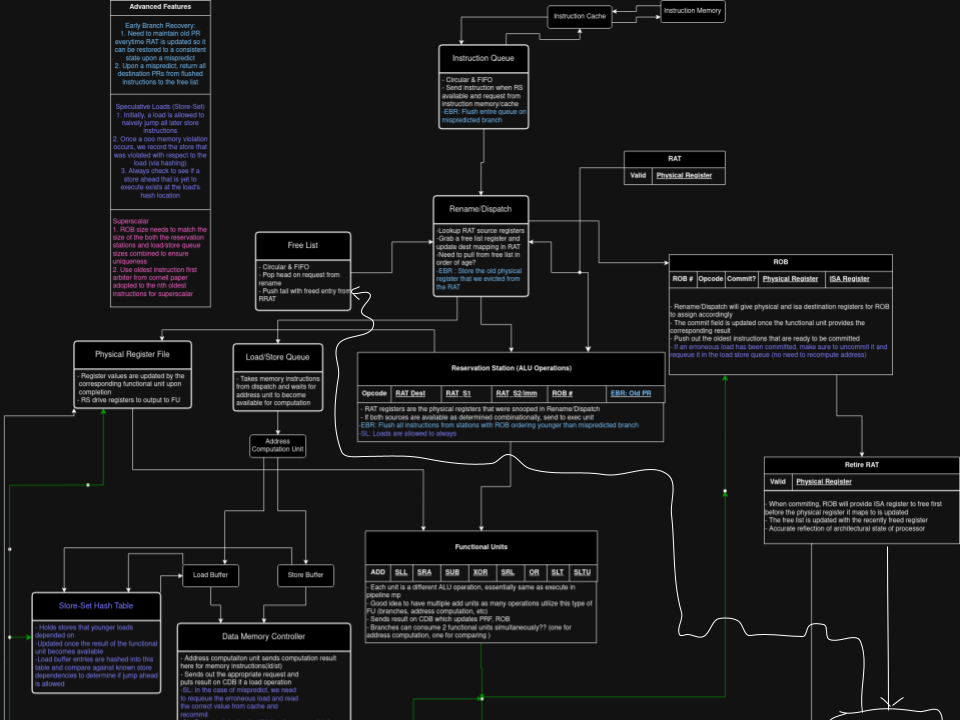 Advanced Features
Early Branch Recovery:
1. Need to maintain old PR
everytime RAT is updated so it
can be restored to a consistent
state upon a mispredict
2. Upon a mispredict, return all
destination PRs from flushed
instructions to the free list
Speculative Loads (Store-Set)
1. Initially, a load is allowed to
naively jump all later store
instructions
2. Once a ooo memory violation
occurs, we record the store that
was violated with respect to the
load (via hashing)
3. Always check to see if a
store ahead that is yet to
execute exists at the load's
hash location
Superscalar
1. ROB size needs to match the
size of the both the reservation
stations and load/store queue
sizes combined to ensure
uniqueness
2. Use oldest instruction first
arbiter from cornell paper
adopted to the nth oldest
instructions for superscalar
Instruction Cache
Instruction Memory
Instruction Queue
- Circular & FIFO
- Send instruction when RS
available and request from
instruction memory/cache
-EBR: Flush entire queue on
mispredicted branch
RAT
Valid
Physical Register
Rename/Dispatch
-Lookup RAT source registers
-Grab a free list register and
update dest mapping in RAT
-Need to pull from free list in
order of age?
-EBR : Store the old physical
register that we evicted from
the RAT
Free List
- Circular & FIFO
- Pop head on request from
rename
- Push tail with freed entry from
RRAT
ROB
ROB #
Opcode
Commit?
Physical Register
ISA Register
- Rename/Dispatch will give physical and isa destination registers for ROB
to assign accordingly
- The commit field is updated once the functional unit provides the
corresponding result
- Push out the oldest instructions that are ready to be committed
- If an erroneous load has been committed, make sure to uncommit it and
requeue it in the load store queue (no need to recompute address)
Physical Register File
- Register values are updated by the
corresponding functional unit upon
completion
- RS drive registers to output to FU
Load/Store Queue
- Takes memory instructions
from dispatch and waits for
address unit to become
available for computation
Reservation Station (ALU Operations)
Opcode
RAT Dest
RAT S1
RAT S2/imm
ROB #
EBR: Old PR
- RAT registers are the physical registers that were snooped in Rename/Dispatch
- If both sources are available as determined combinationally, send to exec unit
-EBR: Flush all instructions from stations with ROB ordering younger than mispredicted branch
-SL: Loads are allowed to always
Address
Computation Unit
Retire RAT
Valid
Physical Register
- When commiting, ROB will provide ISA register to free first
before the physical register it maps to is updated
- The free list is updated with the recently freed register
- Accurate reflection of architectural state of processor
Functional Units
ADD
SLL
SRA
SUB
XOR
SRL
OR
SLT
SLTU
- Each unit is a different ALU operation, essentially same as execute in
pipeline mp
- Good idea to have multiple add units as many operations utilize this type of
FU (branches, address computation, etc)
- Sends result on CDB which updates PRF, ROB
- Branches can consume 2 functional units simultaneously?? (one for
address computation, one for comparing )
Load Buffer
Store Buffer
Store-Set Hash Table
- Holds stores that younger loads
depended on
-Updated once the result of the functional
unit becomes available
-Load buffer entries are hashed into this
table and compare against known store
dependencies to determine if jump ahead
is allowed
Data Memory Controller
- Address computaiton unit sends computation result
here for memory instructions(ld/st)
- Sends out the appropriate request and
puts result on CDB if a load operation
-SL: In the case of mispredict, we need
to requeue the erroneous load and read
the correct value from cache and
recommit